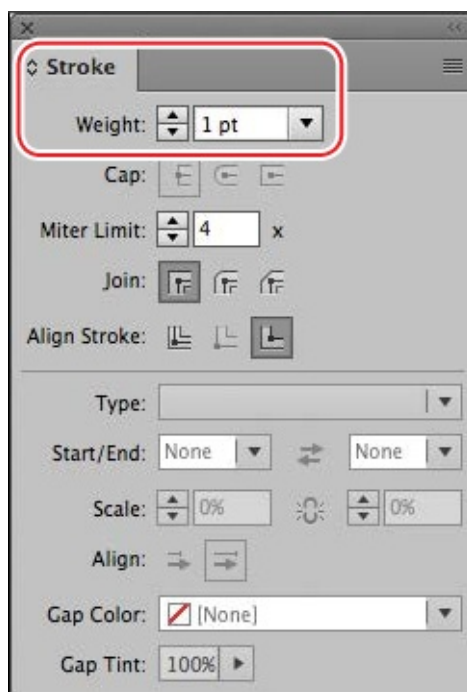 Stroke
Weight: 1 pt
Cap:
Miter Limit: 4 x
Join:
Align Stroke:
Type:
Start/End: None None
Scale: 0% 0%
Align:
Gap Color: [None]
Gap Tint: 100%